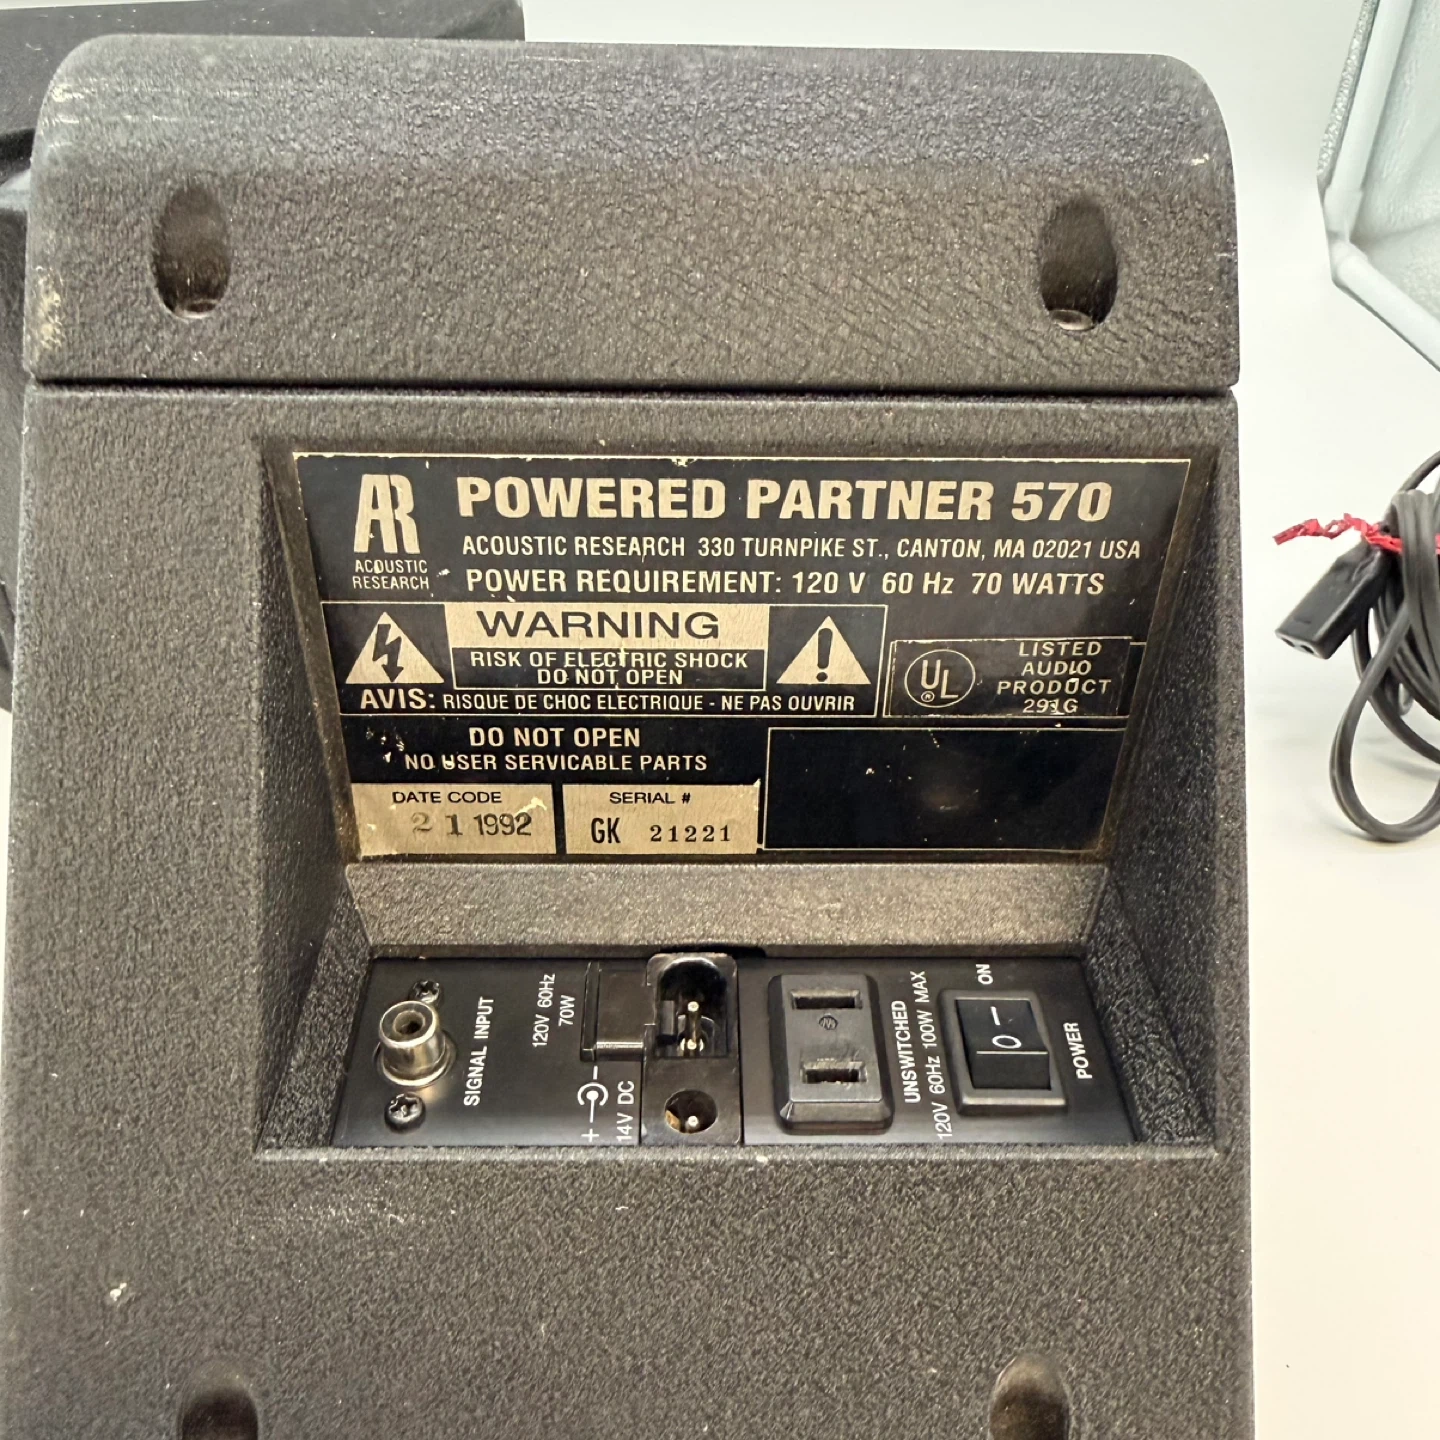 AR
POWERED PARTNER 570
ACOUSTIC RESEARCH 330 TURNPIKE ST., CANTON, MA 02021 USA
ACOUSTIC
RESEARCH
POWER REQUIREMENT: 120 V 60 Hz 70 WATTS
WARNING
RISK OF ELECTRIC SHOCK
DO NOT OPEN
AVIS: RISQUE DE CHOC ELECTRIQUE - NE PAS OUVRIR
UL
®
LISTED
AUDIO
PRODUCT
291G
DO NOT OPEN
NO USER SERVICABLE PARTS
DATE CODE
2 1 1992
SERIAL #
GK 21221
SIGNAL INPUT
120V 60Hz
70W
+
14V DC
UNSWITCHED
120V 60Hz 100W MAX
ON
POWER